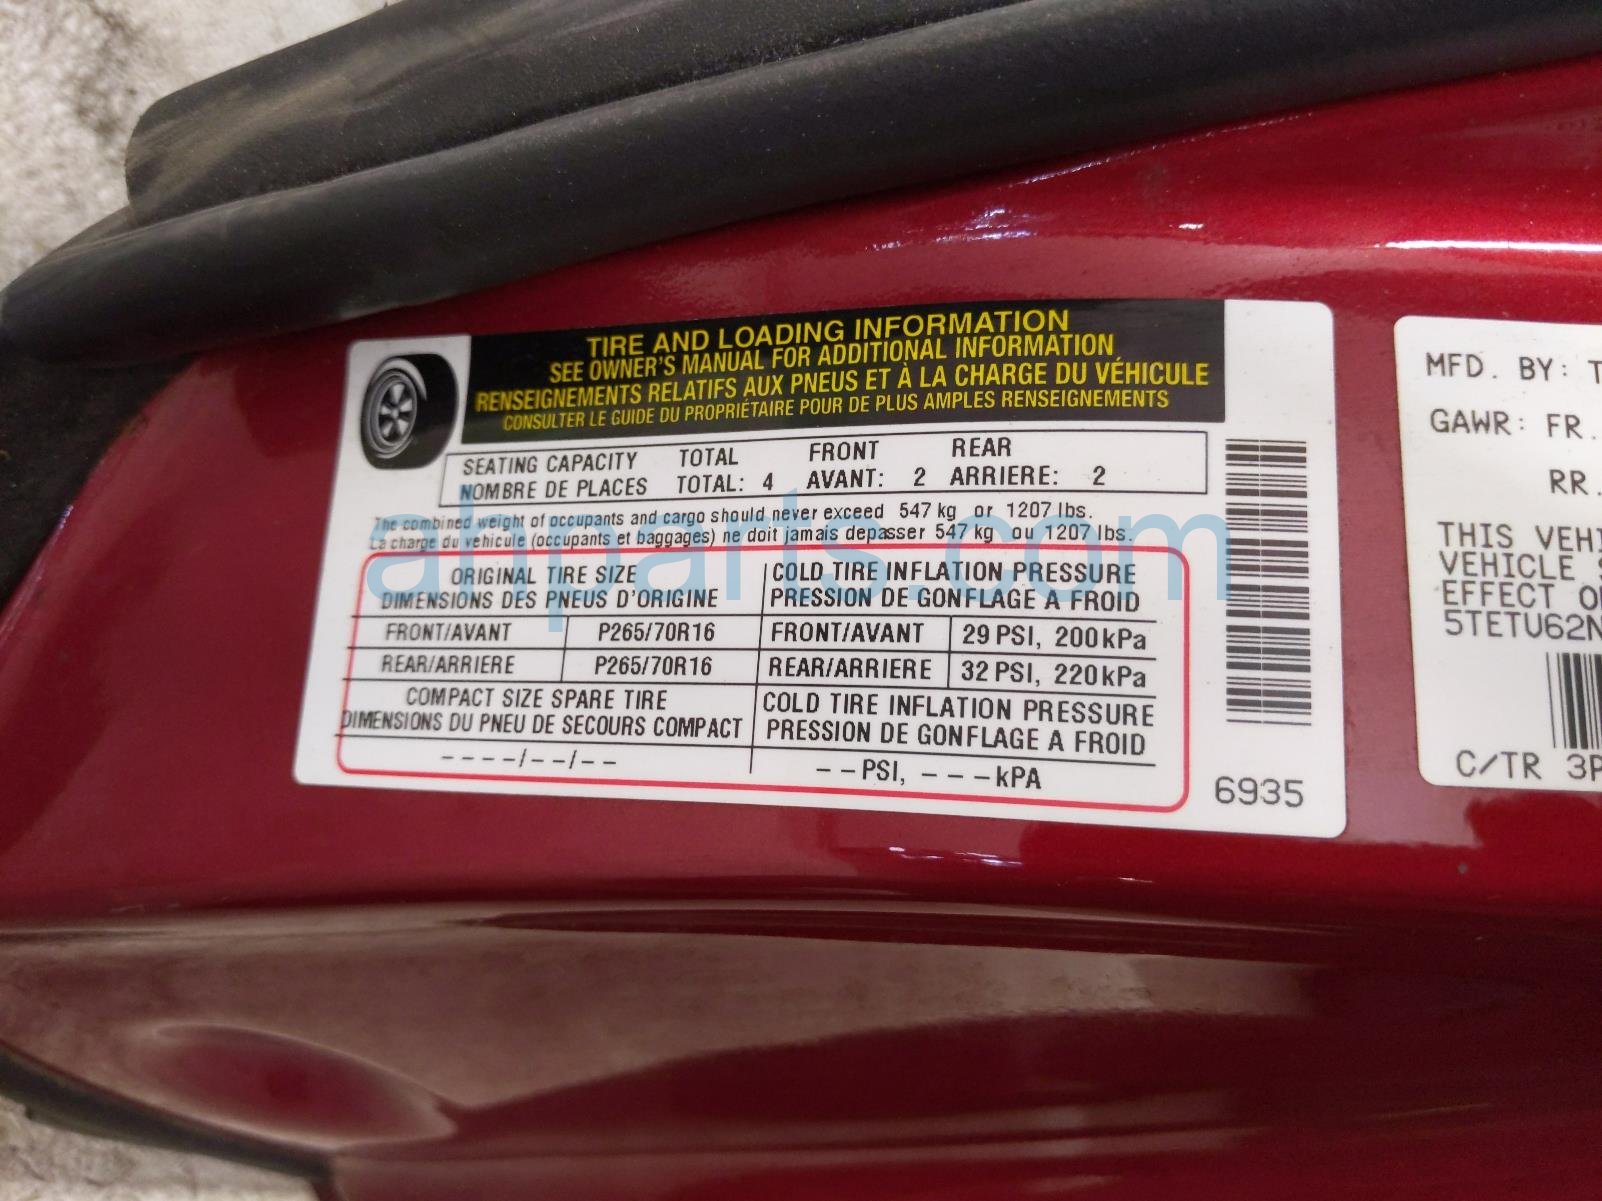 TIRE AND LOADING INFORMATION
SEE OWNER'S MANUAL FOR ADDITIONAL INFORMATION
RENSEIGNEMENTS RELATIFS AUX PNEUS ET À LA CHARGE DU VÉHICULE
CONSULTER LE GUIDE DU PROPRIÉTAIRE POUR DE PLUS AMPLES RENSEIGNEMENTS
SEATING CAPACITY TOTAL FRONT REAR
NOMBRE DE PLACES TOTAL: 4 AVANT: 2 ARRIERE: 2
The combined weight of occupants and cargo should never exceed 547 kg or 1207 lbs.
La charge du vehicule (occupants et baggages) ne doit jamais depasser 547 kg ou 1207 lbs.
ORIGINAL TIRE SIZE COLD TIRE INFLATION PRESSURE
DIMENSIONS DES PNEUS D'ORIGINE PRESSION DE GONFLAGE A FROID
FRONT/AVANT P265/70R16 FRONT/AVANT 29 PSI, 200 kPa
REAR/ARRIERE P265/70R16 REAR/ARRIERE 32 PSI, 220 kPa
COMPACT SIZE SPARE TIRE COLD TIRE INFLATION PRESSURE
DIMENSIONS DU PNEU DE SECOURS COMPACT PRESSION DE GONFLAGE A FROID
----/--/-- --PSI, ---kPA
6935
ahparts.com
MFD. BY: T
GAWR: FR.
RR.
THIS VEHI
VEHICLE S
EFFECT O
5TETU62N
C/TR 3P